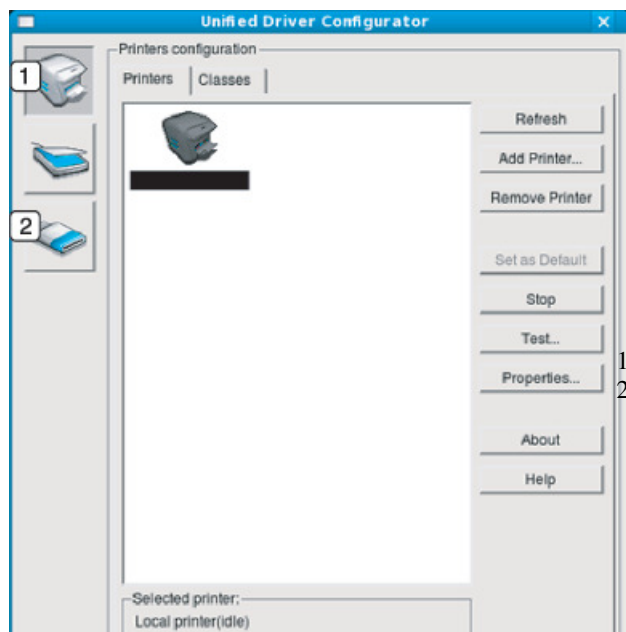 Unified Driver Configurator
Printers configuration
1
Printers Classes
Refresh
Add Printer...
Remove Printer
2
Set as Default
Stop
Test...
1
Properties...
2
About
Help
Selected printer:
Local printer(idle)